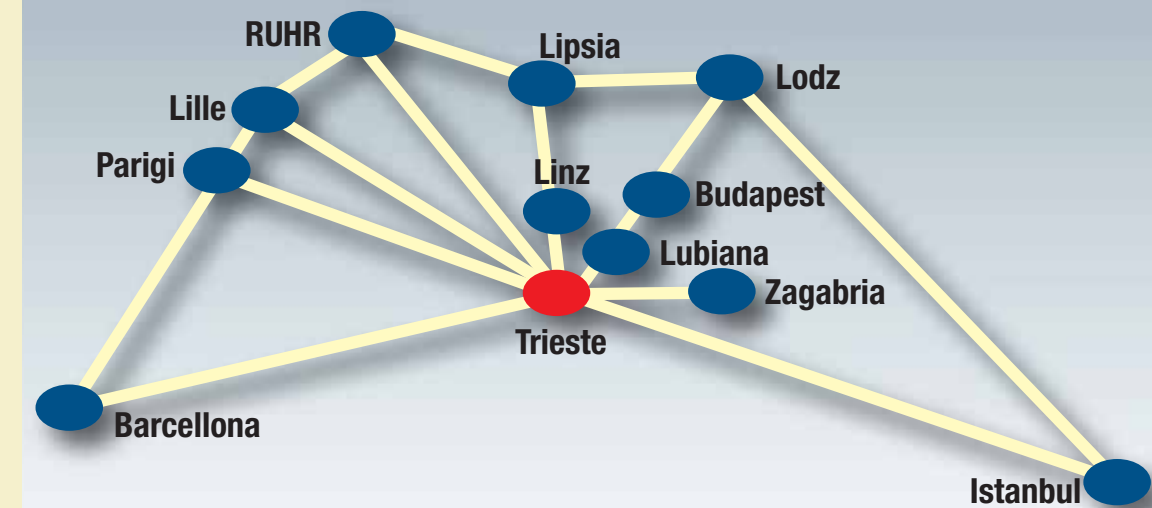 RUHR
Lipsia
Lodz
Lille
Parigi
Linz
Budapest
Lubiana
Zagabria
Trieste
Barcellona
Istanbul